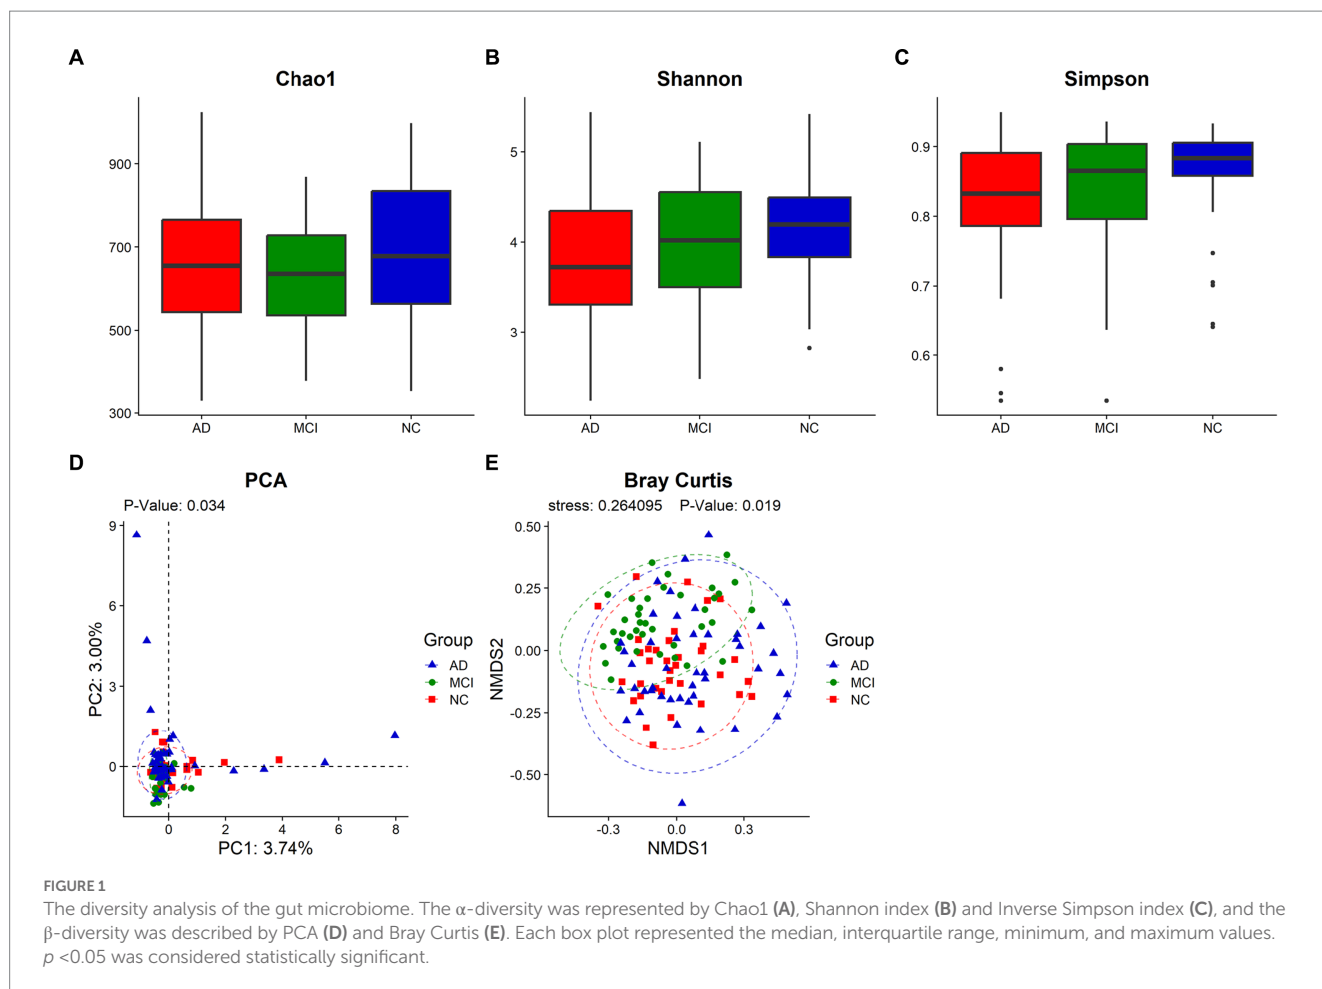 A
Chao1
900
700
500
300
AD MCI NC
B
Shannon
5
4
3
AD MCI NC
C
Simpson
0.9
0.8
0.7
0.6
AD MCI NC
D
PCA
P-Value: 0.034
9
6
3
0
PC2: 3.00%
0 2 4 6 8
PC1: 3.74%
Group
AD
MCI
NC
E
Bray Curtis
stress: 0.264095 P-Value: 0.019
0.50
0.25
0.00
-0.25
-0.50
NMDS2
-0.3 0.0 0.3
NMDS1
Group
AD
MCI
NC
FIGURE 1
The diversity analysis of the gut microbiome. The α-diversity was represented by Chao1 (A), Shannon index (B) and Inverse Simpson index (C), and the
β-diversity was described by PCA (D) and Bray Curtis (E). Each box plot represented the median, interquartile range, minimum, and maximum values.
p <0.05 was considered statistically significant.